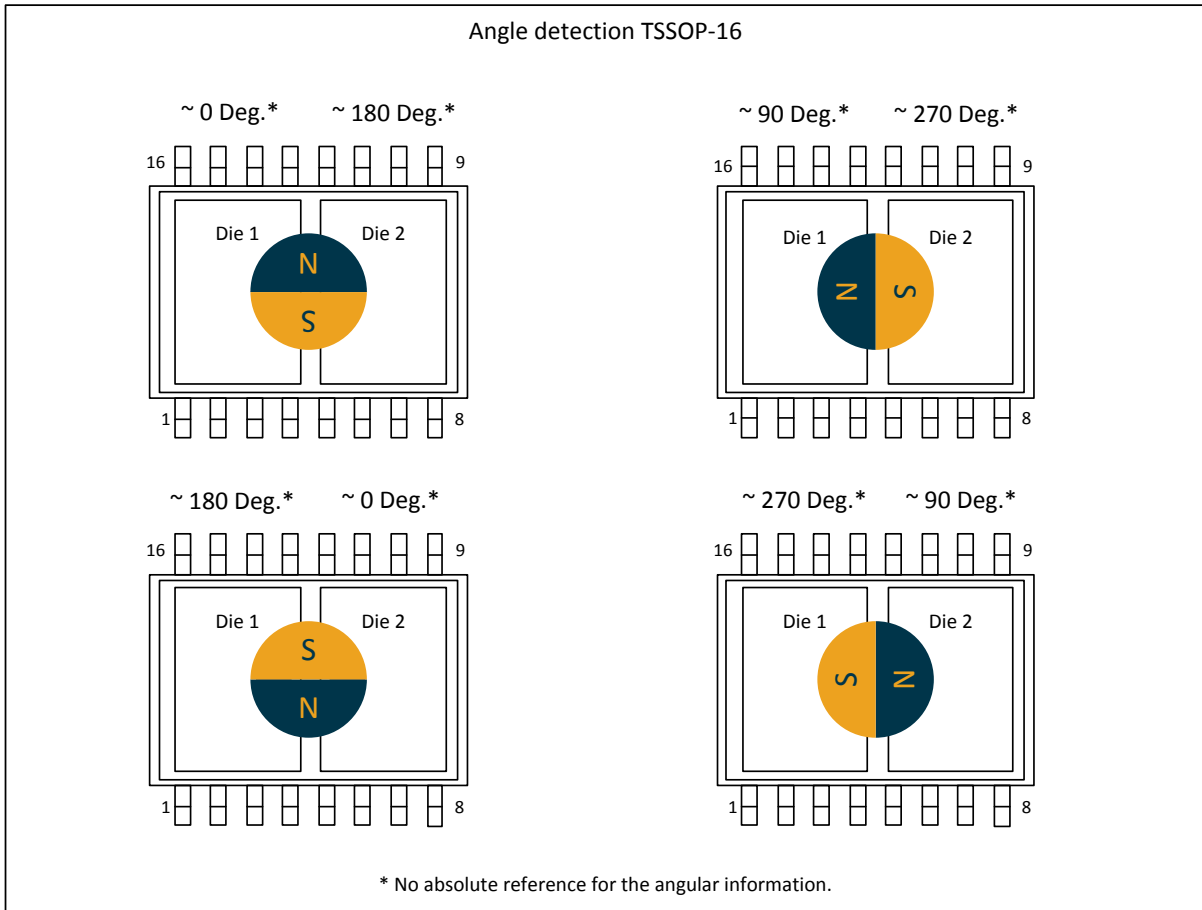 Angle detection TSSOP-16
~ 0 Deg.* ~ 180 Deg.*
16 9
Die 1 Die 2
N
S
1 8
~ 90 Deg.* ~ 270 Deg.*
16 9
Die 1 Die 2
N S
1 8
~ 180 Deg.* ~ 0 Deg.*
16 9
Die 1 Die 2
S
N
1 8
~ 270 Deg.* ~ 90 Deg.*
16 9
Die 1 Die 2
S N
1 8
* No absolute reference for the angular information.